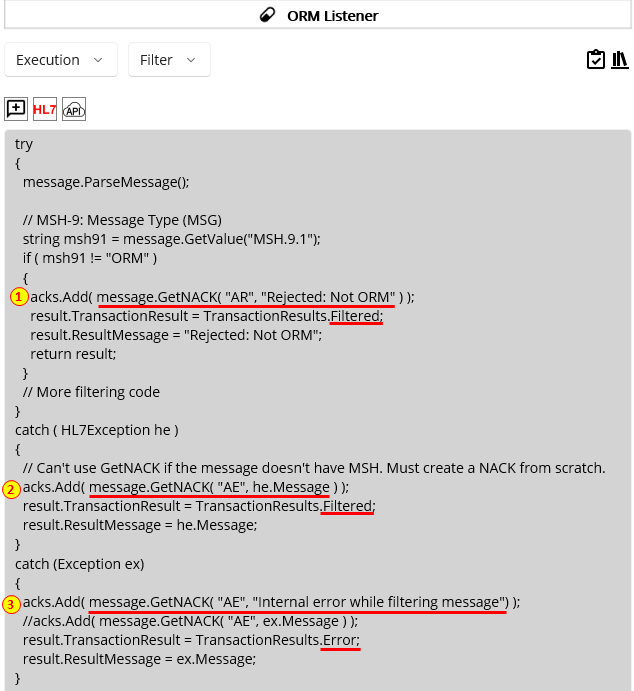 ORM Listener
Execution
Filter
HL7
API
try
{
message.ParseMessage();
// MSH-9: Message Type (MSG)
string msh91 = message.GetValue("MSH.9.1");
if ( msh91 != "ORM" )
{
1 acks.Add( message.GetNACK( "AR", "Rejected: Not ORM" ) );
result.TransactionResult = TransactionResults.Filtered;
result.ResultMessage = "Rejected: Not ORM";
return result;
}
// More filtering code
}
catch ( HL7Exception he )
{
// Can't use GetNACK if the message doesn't have MSH. Must create a NACK from scratch.
2 acks.Add( message.GetNACK( "AE", he.Message ) );
result.TransactionResult = TransactionResults.Filtered;
result.ResultMessage = he.Message;
}
catch (Exception ex)
{
3 acks.Add( message.GetNACK( "AE", "Internal error while filtering message") );
//acks.Add( message.GetNACK( "AE", ex.Message ) );
result.TransactionResult = TransactionResults.Error;
result.ResultMessage = ex.Message;
}